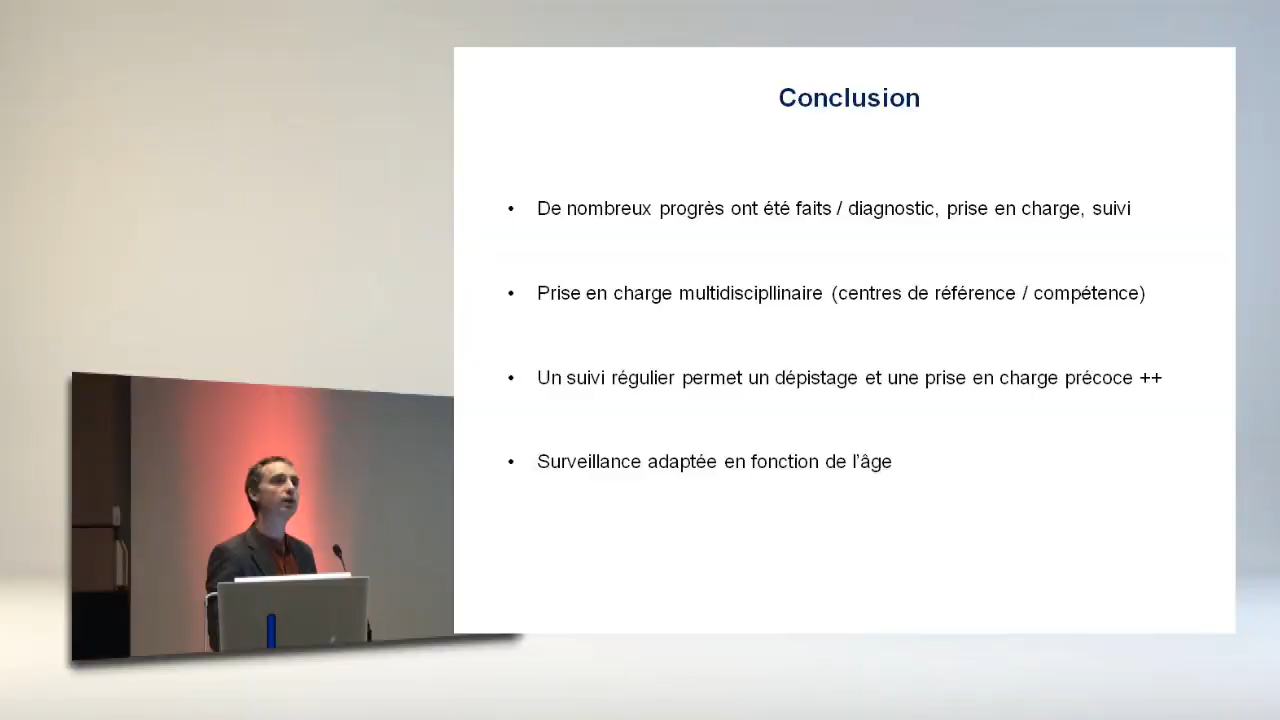 Conclusion
• De nombreux progrès ont été faits / diagnostic, prise en charge, suivi
• Prise en charge multidiscipllinaire (centres de référence / compétence)
• Un suivi régulier permet un dépistage et une prise en charge précoce ++
• Surveillance adaptée en fonction de l'âge